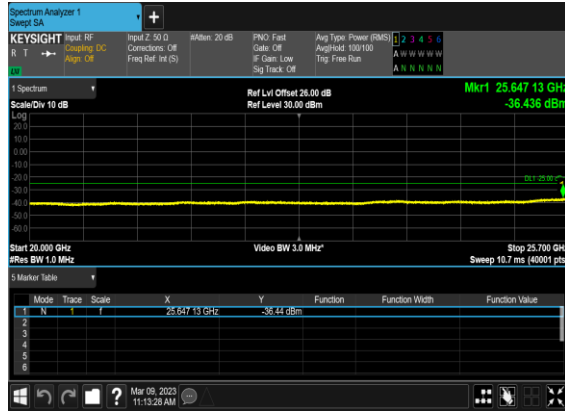 Spectrum Analyzer 1
Swept SA
KEYSIGHT Input: RF Input Z: 50 Ω #Atten: 20 dB PNO: Fast Avg Type: Power (RMS) 1 2 3 4 5 6
R T Coupling: DC Corrections: Off Gate: Off Avg|Hold: 100/100 A W W W W W
Align: Off Freq Ref: Int (S) IF Gain: Low Trig: Free Run
Sig Track: Off A N N N N N
1 Spectrum
Ref Lvl Offset 26.00 dB Mkr1 25.647 13 GHz
Scale/Div 10 dB Ref Level 30.00 dBm -36.436 dBm
Log
20.0
10.0
0.00
-10.0
-20.0
DL1 -25.00
-30.0
-40.0
-50.0
-60.0
Start 20.000 GHz Video BW 3.0 MHz* Stop 25.700 GH
#Res BW 1.0 MHz Sweep 10.7 ms (40001 pts
5 Marker Table
Mode Trace Scale X Y Function Function Width Function Value
1 N 1 f 25.647 13 GHz -36.44 dBm
2
3
4
5
6
? Mar 09, 2023
11:13:28 AM